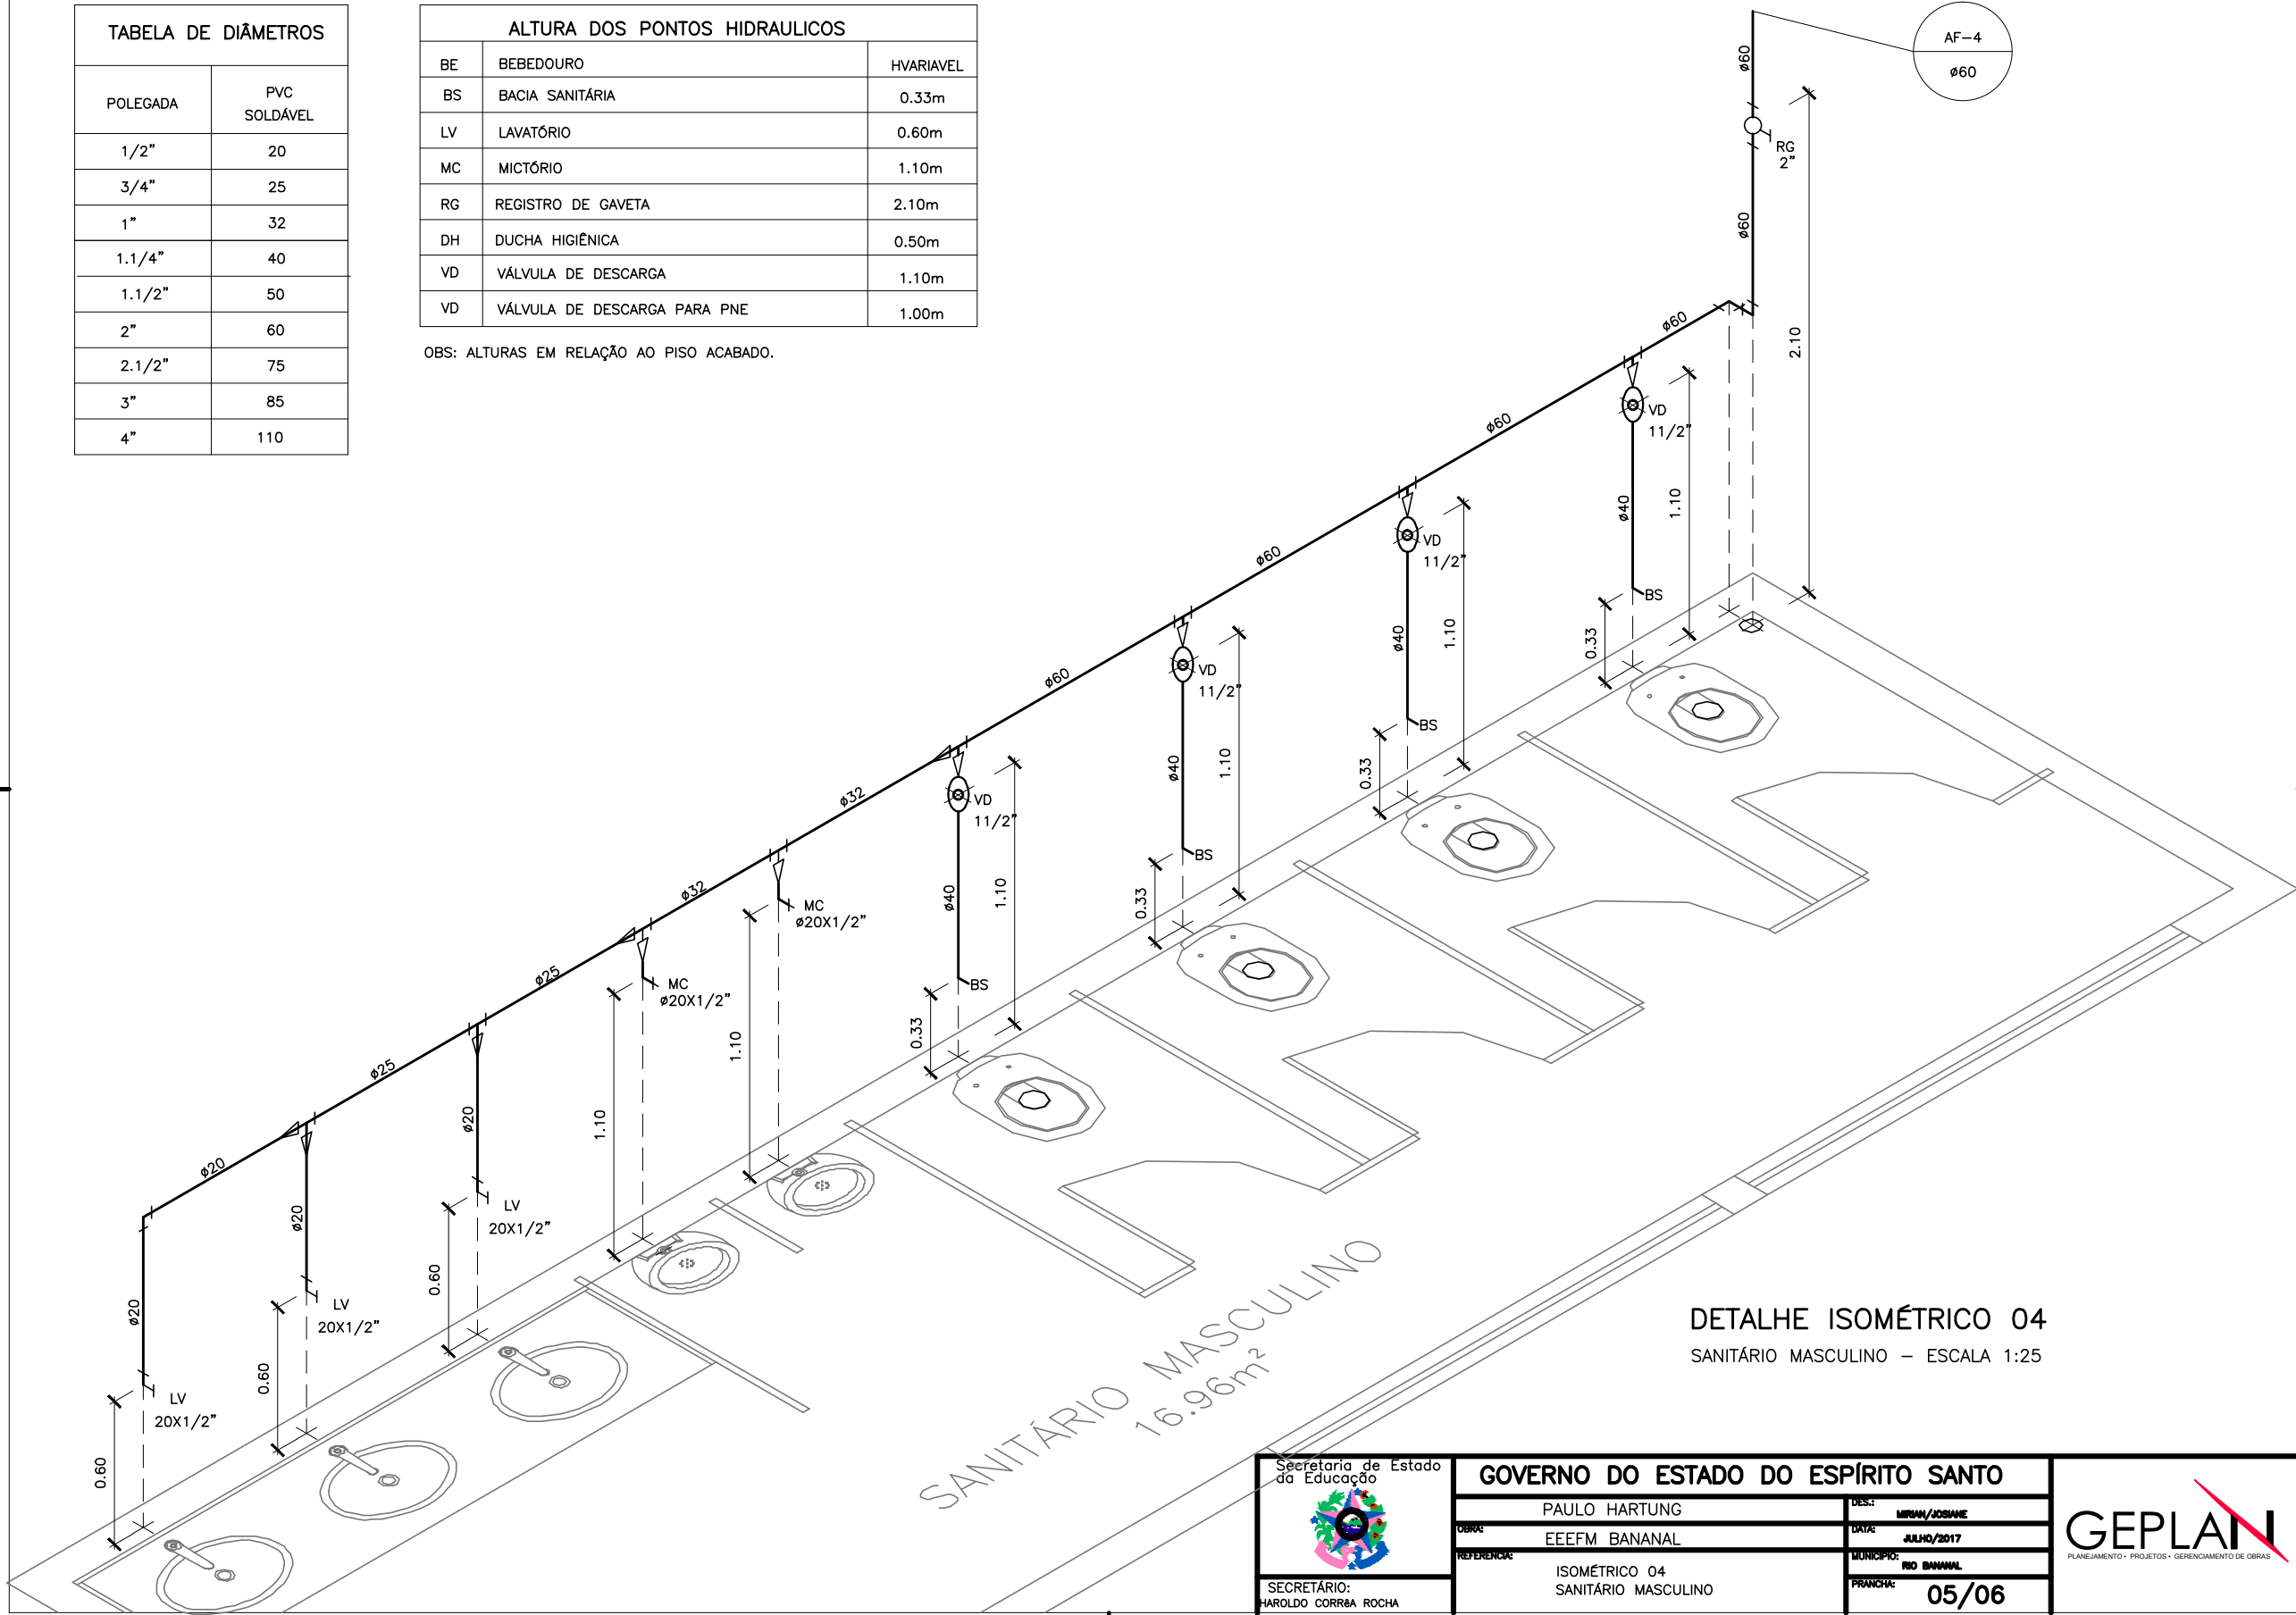 TABELA DE DIÂMETROS
POLEGADA
PVC SOLDÁVEL
1/2" 20
3/4" 25
1" 32
1.1/4" 40
1.1/2" 50
2" 60
2.1/2" 75
3" 85
4" 110
ALTURA DOS PONTOS HIDRAULICOS
BE BEBEDOURO HVARIAVEL
BS BACIA SANITÁRIA 0.33m
LV LAVATÓRIO 0.60m
MC MICTÓRIO 1.10m
RG REGISTRO DE GAVETA 2.10m
DH DUCHA HIGIÊNICA 0.50m
VD VÁLVULA DE DESCARGA 1.10m
VD VÁLVULA DE DESCARGA PARA PNE 1.00m
OBS: ALTURAS EM RELAÇÃO AO PISO ACABADO.
AF-4
ø60
ø60
RG
2"
ø60
2.10
ø60
VD
11/2"
ø40
1.10
BS
0.33
ø60
VD
11/2"
ø40
1.10
BS
0.33
ø60
VD
11/2"
ø40
1.10
BS
0.33
ø60
VD
11/2"
ø40
1.10
BS
0.33
ø32
MC
ø20X1/2"
1.10
ø32
MC
ø20X1/2"
1.10
ø25
ø20
LV
20X1/2"
0.60
ø25
ø20
LV
20X1/2"
0.60
ø20
ø20
LV
20X1/2"
0.60
SANITÁRIO MASCULINO
16.96m²
DETALHE ISOMÉTRICO 04
SANITÁRIO MASCULINO - ESCALA 1:25
Secretaria de Estado
da Educação
SECRETÁRIO:
HAROLDO CORRêA ROCHA
GOVERNO DO ESTADO DO ESPÍRITO SANTO
PAULO HARTUNG
DES.:
MIRIAN/JOSIANE
OBRA:
EEEFM BANANAL
DATA:
JULHO/2017
REFERENCIA:
ISOMÉTRICO 04
SANITÁRIO MASCULINO
MUNICIPIO:
RIO BANANAL
PRANCHA:
05/06
GEPLAN
PLANEJAMENTO • PROJETOS • GERENCIAMENTO DE OBRAS